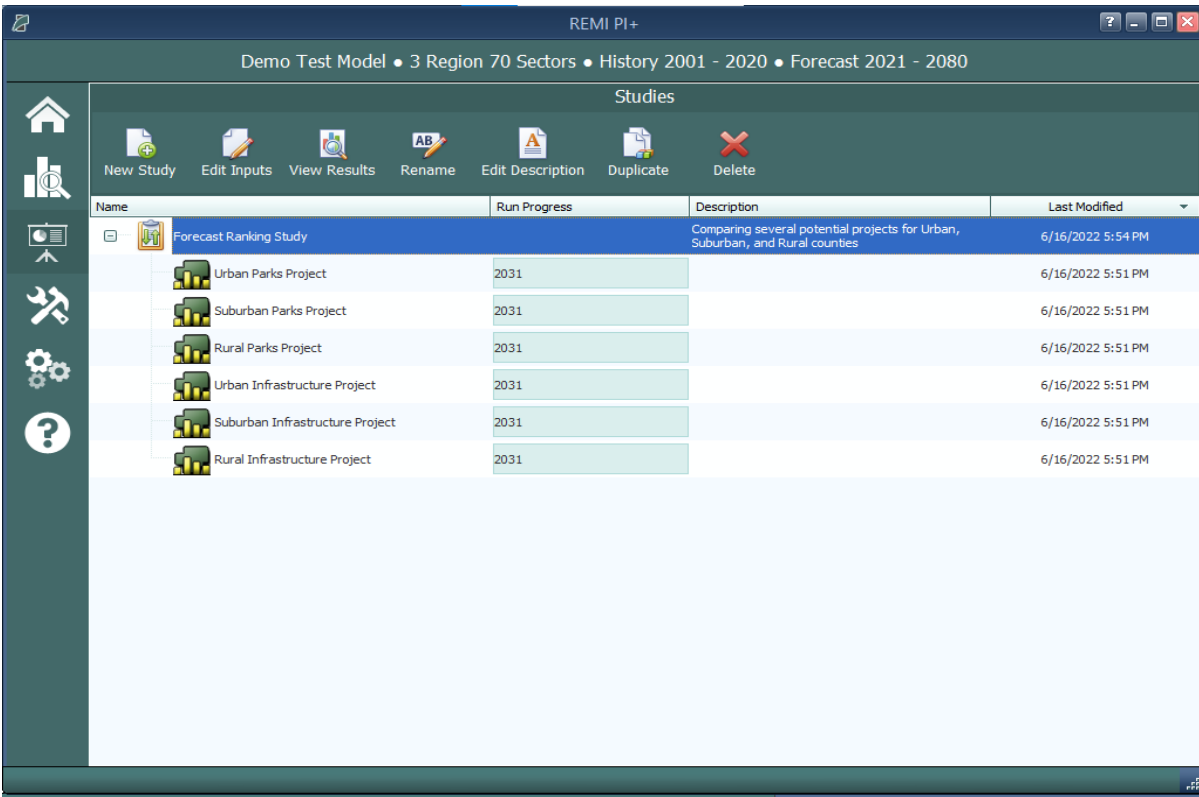 REMI PI+
Demo Test Model ● 3 Region 70 Sectors ● History 2001 - 2020 ● Forecast 2021 - 2080
Studies
New Study Edit Inputs View Results Rename Edit Description Duplicate Delete
Name Run Progress Description Last Modified
Forecast Ranking Study Comparing several potential projects for Urban, 6/16/2022 5:54 PM
Suburban, and Rural counties
Urban Parks Project 2031 6/16/2022 5:51 PM
Suburban Parks Project 2031 6/16/2022 5:51 PM
Rural Parks Project 2031 6/16/2022 5:51 PM
Urban Infrastructure Project 2031 6/16/2022 5:51 PM
Suburban Infrastructure Project 2031 6/16/2022 5:51 PM
Rural Infrastructure Project 2031 6/16/2022 5:51 PM